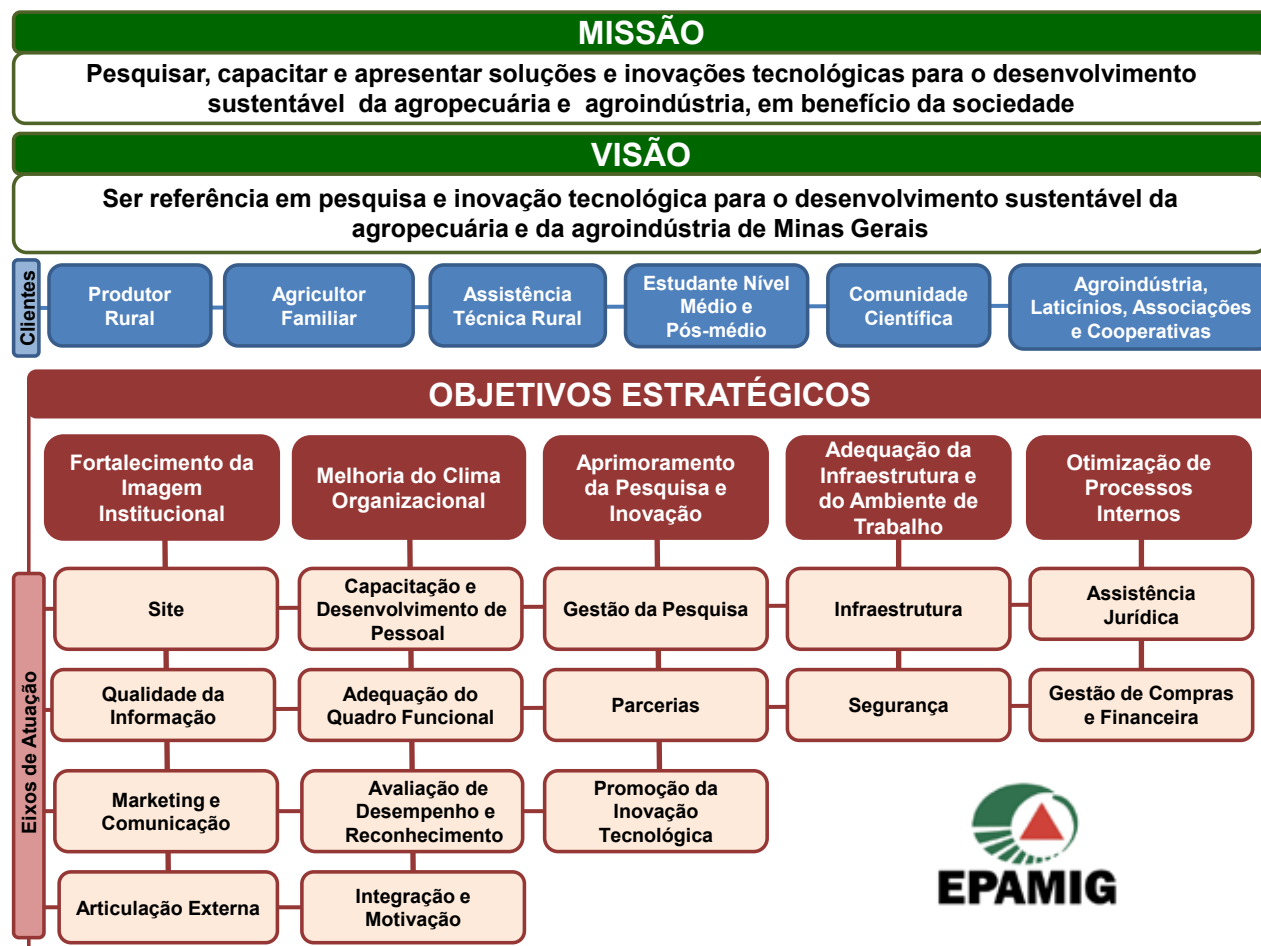 MISSÃO
Pesquisar, capacitar e apresentar soluções e inovações tecnológicas para o desenvolvimento
sustentável da agropecuária e agroindústria, em benefício da sociedade
VISÃO
Ser referência em pesquisa e inovação tecnológica para o desenvolvimento sustentável da
agropecuária e da agroindústria de Minas Gerais
Clientes
Produtor
Rural
Agricultor
Familiar
Assistência
Técnica Rural
Estudante Nível
Médio e
Pós-médio
Comunidade
Científica
Agroindústria,
Laticínios, Associações
e Cooperativas
OBJETIVOS ESTRATÉGICOS
Fortalecimento da
Imagem
Institucional
Melhoria do Clima
Organizacional
Aprimoramento
da Pesquisa e
Inovação
Adequação da
Infraestrutura e
do Ambiente de
Trabalho
Otimização de
Processos
Internos
Eixos de Atuação
Site
Capacitação e
Desenvolvimento de
Pessoal
Gestão da Pesquisa
Infraestrutura
Assistência
Jurídica
Qualidade da
Informação
Adequação do
Quadro Funcional
Parcerias
Segurança
Gestão de Compras
e Financeira
Marketing e
Comunicação
Avaliação de
Desempenho e
Reconhecimento
Promoção da
Inovação
Tecnológica
Articulação Externa
Integração e
Motivação
EPAMIG